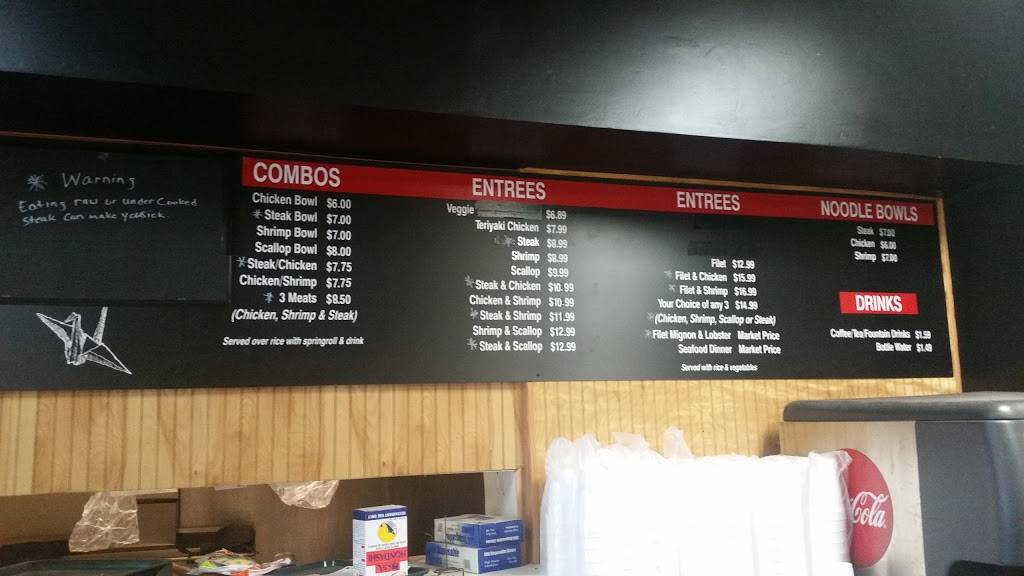 * Warning
Eating raw or under cooked
steak can make you sick
COMBOS
Chicken Bowl $6.00
* Steak Bowl $7.00
Shrimp Bowl $7.00
Scallop Bowl $8.00
* Steak/Chicken $7.75
Chicken/Shrimp $7.75
* 3 Meats $8.50
(Chicken, Shrimp & Steak)
Served over rice with springroll & drink
ENTREES
Veggie $6.89
Teriyaki Chicken $7.99
* Steak $8.99
Shrimp $8.99
Scallop $9.99
* Steak & Chicken $10.99
Chicken & Shrimp $10.99
* Steak & Shrimp $11.99
Shrimp & Scallop $12.99
* Steak & Scallop $12.99
ENTREES
Filet $12.99
* Filet & Chicken $15.99
* Filet & Shrimp $16.99
Your Choice of any 3 $14.99
* (Chicken, Shrimp, Scallop or Steak)
* Filet Mignon & Lobster Market Price
Seafood Dinner Market Price
Served with rice & vegetables
NOODLE BOWLS
Steak $7.00
Chicken $6.00
Shrimp $7.00
DRINKS
Coffee/Tea/Fountain Drinks $1.59
Bottle Water $1.49
Cola